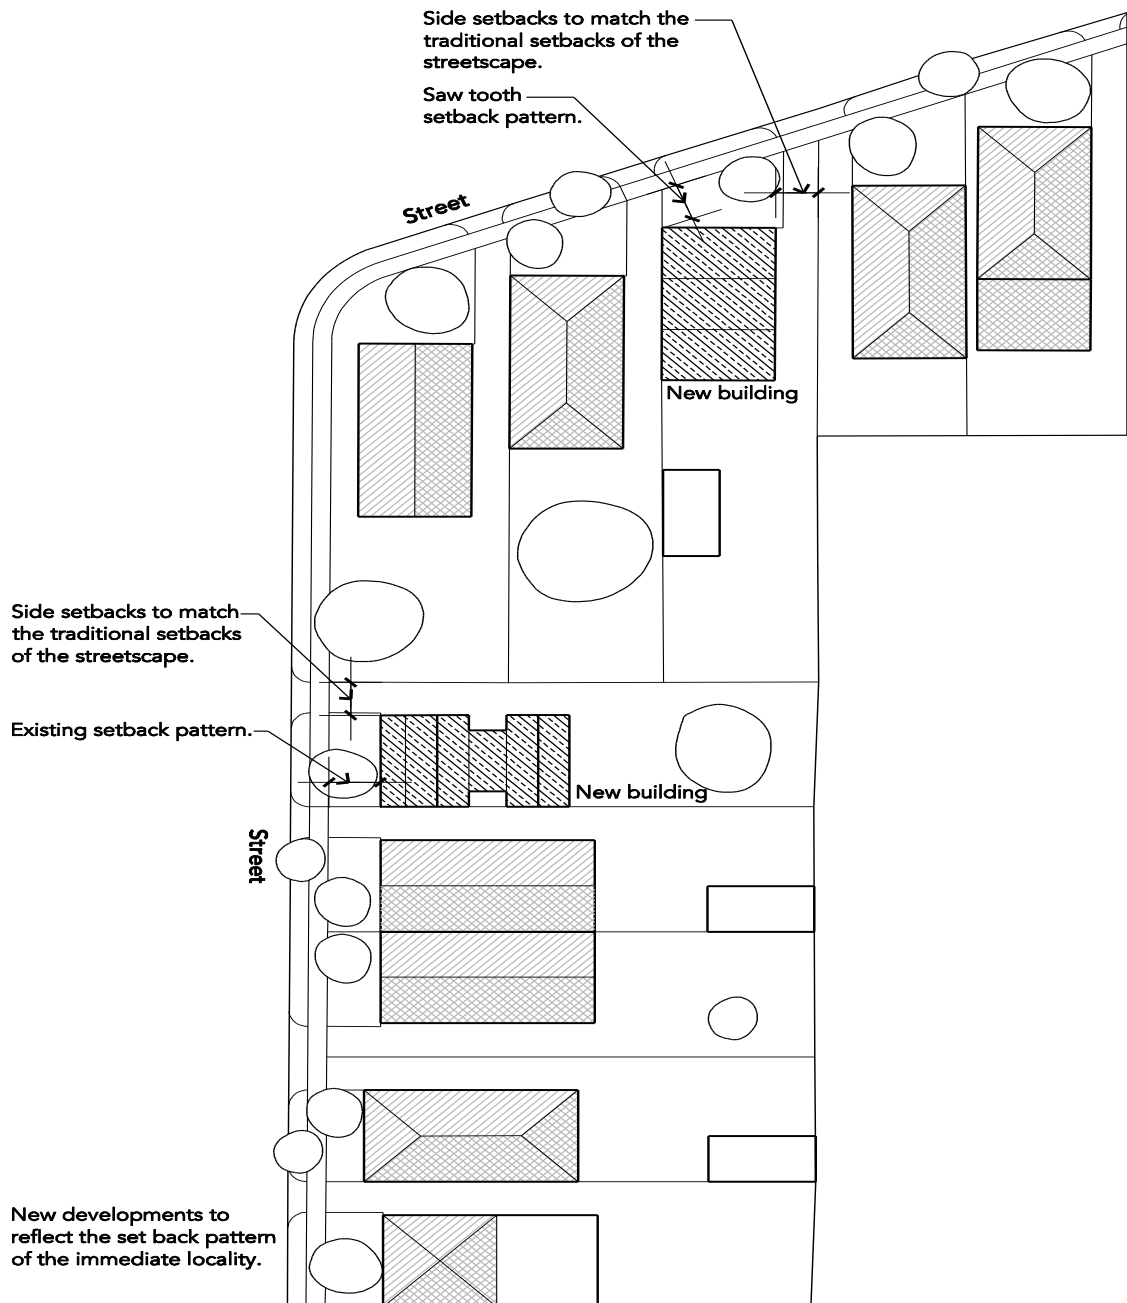 Side setbacks to match the
traditional setbacks of the
streetscape.
Saw tooth
setback pattern.
Street
New building
Side setbacks to match
the traditional setbacks
of the streetscape.
Existing setback pattern.
New building
Street
New developments to
reflect the set back pattern
of the immediate locality.